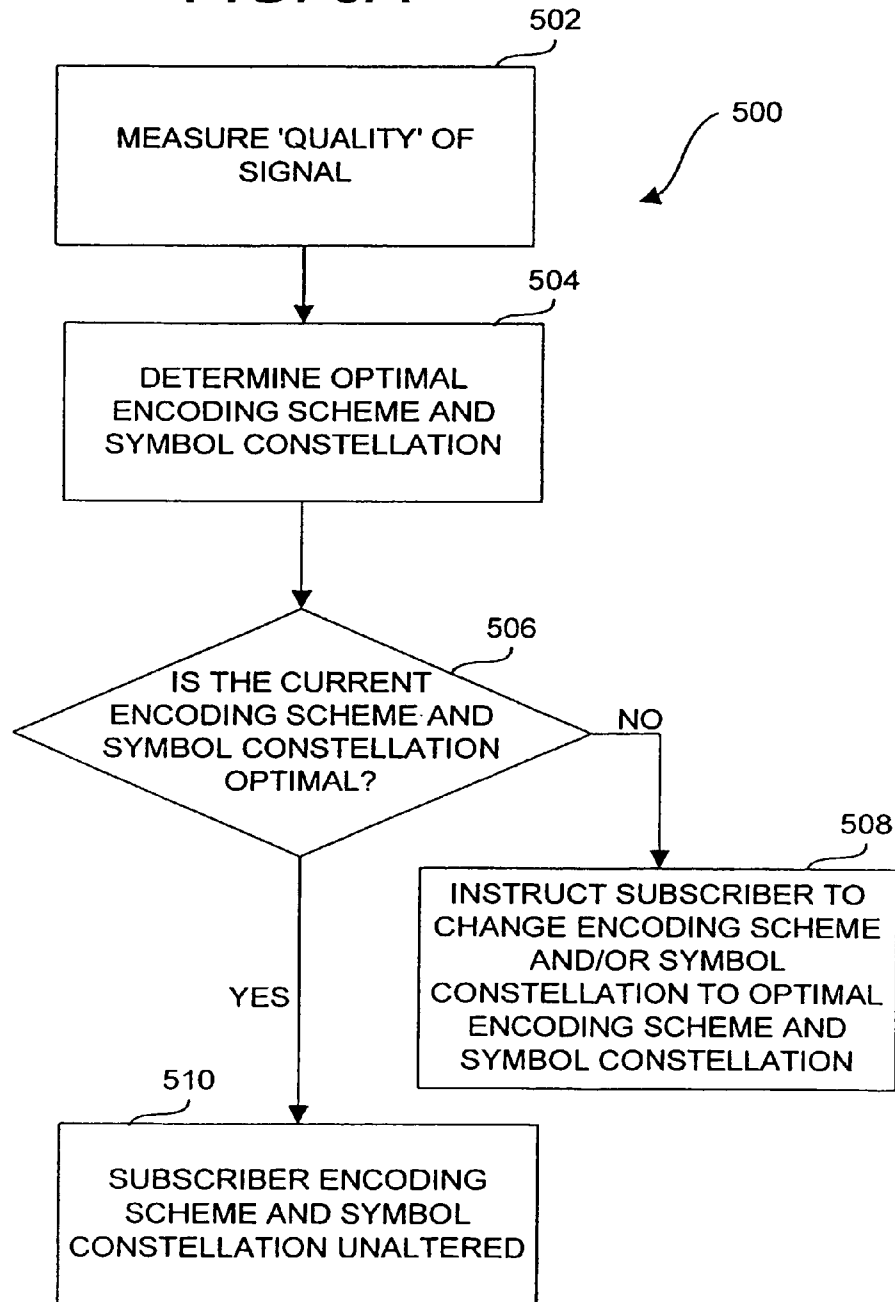 502
MEASURE 'QUALITY' OF
SIGNAL
500
504
DETERMINE OPTIMAL
ENCODING SCHEME AND
SYMBOL CONSTELLATION
506
IS THE CURRENT
ENCODING SCHEME AND
SYMBOL CONSTELLATION
OPTIMAL?
NO
508
INSTRUCT SUBSCRIBER TO
CHANGE ENCODING SCHEME
AND/OR SYMBOL
CONSTELLATION TO OPTIMAL
ENCODING SCHEME AND
SYMBOL CONSTELLATION
YES
510
SUBSCRIBER ENCODING
SCHEME AND SYMBOL
CONSTELLATION UNALTERED